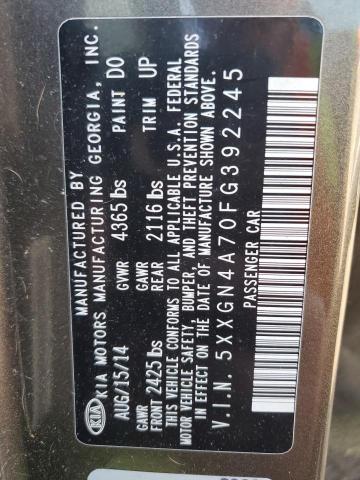 MANUFACTURED BY
KIA KIA MOTORS MANUFACTURING GEORGIA, INC.
AUG/15/14 GVWR 4365 lbs PAINT D0
GAWR FRONT 2425 lbs GAWR REAR 2116 lbs TRIM UP
THIS VEHICLE CONFORMS TO ALL APPLICABLE U.S.A. FEDERAL
MOTOR VEHICLE SAFETY, BUMPER, AND THEFT PREVENTION STANDARDS
IN EFFECT ON THE DATE OF MANUFACTURE SHOWN ABOVE.
V.I.N. 5XXGN4A70FG392245
PASSENGER CAR